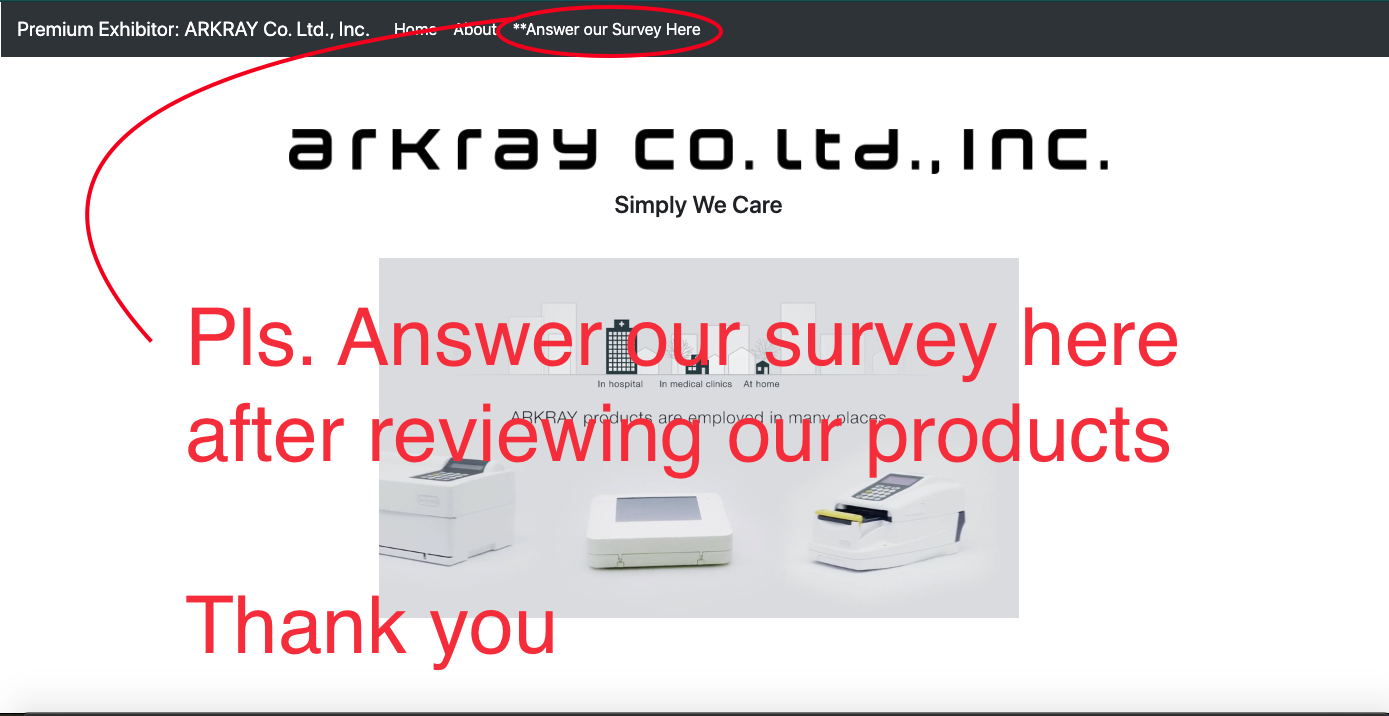 Premium Exhibitor: ARKRAY Co. Ltd., Inc. Home About **Answer our Survey Here
arkray co.ltd.,inc.
Simply We Care
Pls. Answer our survey here
In hospital In medical clinics At home
ARKRAY products are employed in many places
after reviewing our products
Thank you